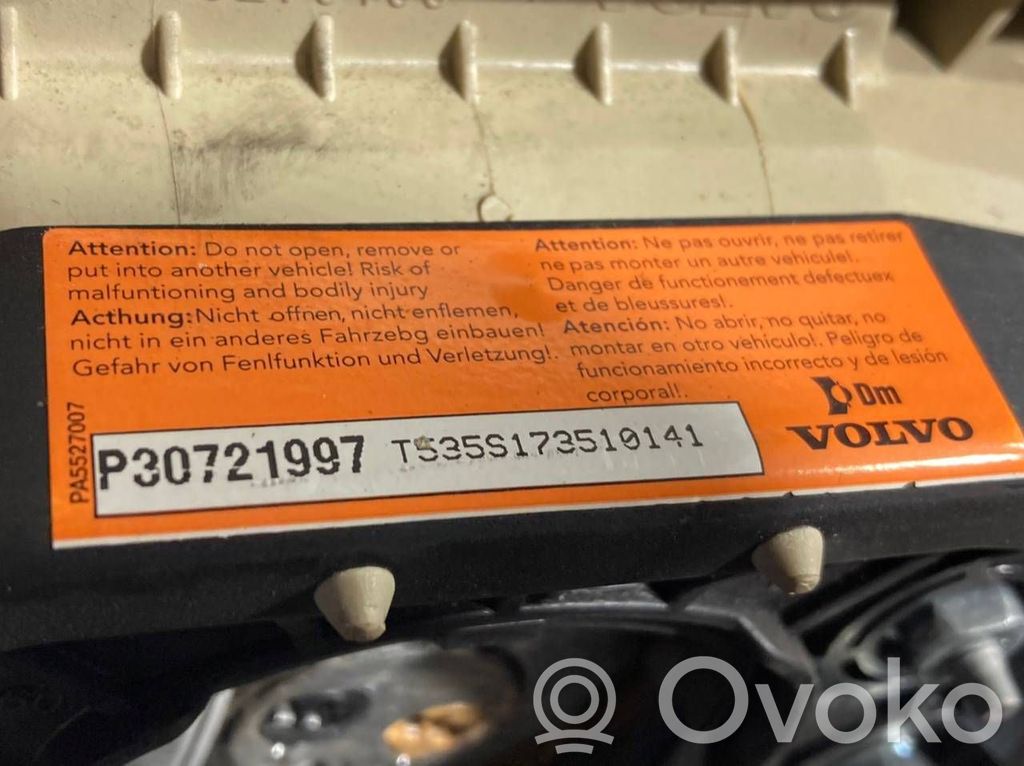 Attention: Do not open, remove or
put into another vehicle! Risk of
malfuntioning and bodily injury
Acthung: Nicht offnen, nicht enflemen,
nicht in ein anderes Fahrzebg einbauen!
Gefahr von Fenlfunktion und Verletzung!.
Attention: Ne pas ouvrir, ne pas retirer
ne pas monter un autre vehicule!.
Danger de functionement defectuex
et de bleussures!.
Atención: No abrir, no quitar, no
montar en otro vehículo!. Peligro de
funcionamiento incorrecto y de lesión
corporal!.
PA5527007
P30721997 TS35S173510141
Dm
VOLVO
Ovoko